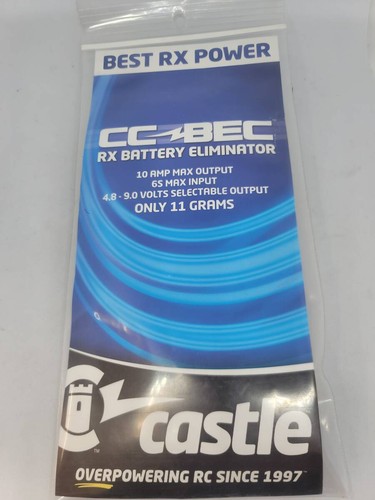 BEST RX POWER
CC BEC
RX BATTERY ELIMINATOR
10 AMP MAX OUTPUT
6S MAX INPUT
4.8 - 9.0 VOLTS SELECTABLE OUTPUT
ONLY 11 GRAMS
castle
TM
OVERPOWERING RC SINCE 1997